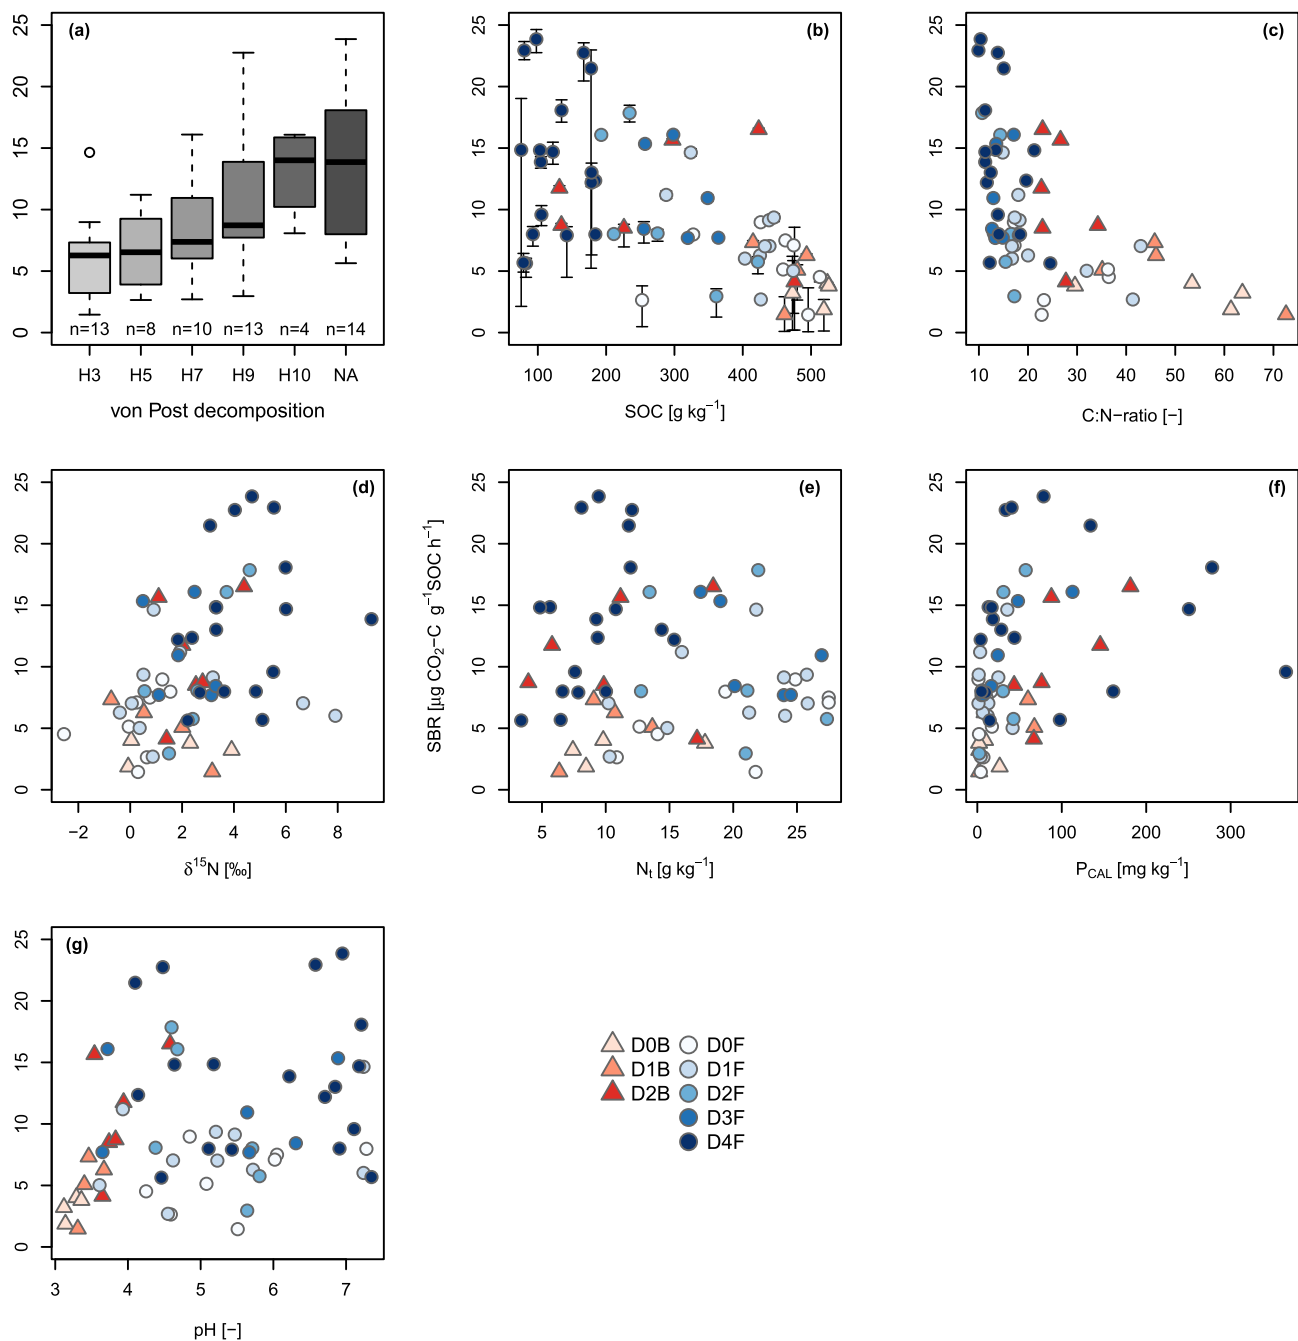 (a)
0
5
10
15
20
25
n=13
n=8
n=10
n=13
n=4
n=14
H3
H5
H7
H9
H10
NA
von Post decomposition
(b)
0
5
10
15
20
25
100
200
300
400
500
SOC [g kg⁻¹]
(c)
0
5
10
15
20
25
10
20
30
40
50
60
70
C:N−ratio [−]
(d)
0
5
10
15
20
25
−2
0
2
4
6
8
δ¹⁵N [‰]
SBR [µg CO₂−C g⁻¹SOC h⁻¹]
(e)
0
5
10
15
20
25
5
10
15
20
25
Nₜ [g kg⁻¹]
(f)
0
5
10
15
20
25
0
100
200
300
P_CAL [mg kg⁻¹]
(g)
0
5
10
15
20
25
3
4
5
6
7
pH [−]
D0B
D1B
D2B
D0F
D1F
D2F
D3F
D4F